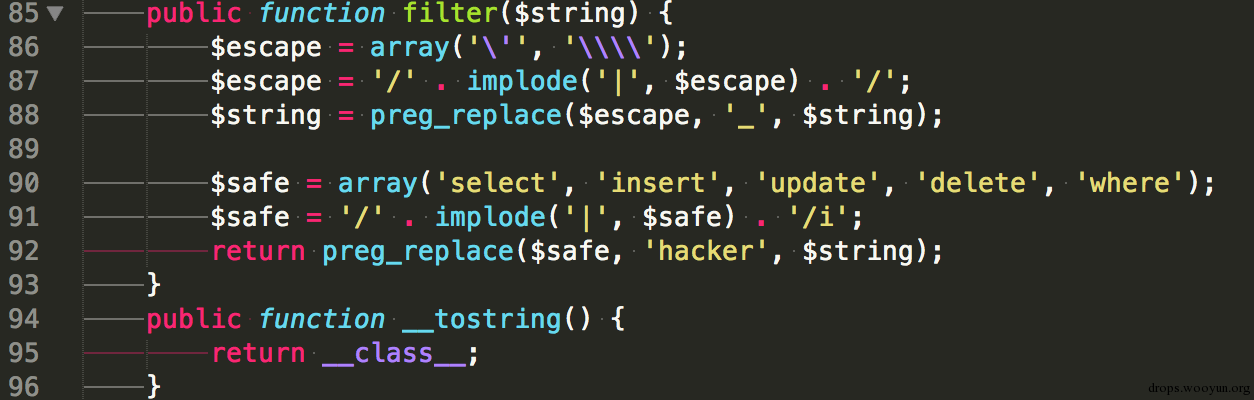 85 public function filter($string) {
86 $escape = array('\'', '\\\\');
87 $escape = '/' . implode('|', $escape) . '/';
88 $string = preg_replace($escape, '_', $string);
89
90 $safe = array('select', 'insert', 'update', 'delete', 'where');
91 $safe = '/' . implode('|', $safe) . '/i';
92 return preg_replace($safe, 'hacker', $string);
93 }
94 public function __tostring() {
95 return __class__;
96 }
drops.wooyun.org